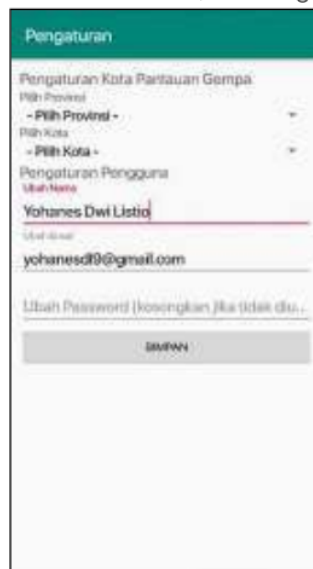 Pengaturan
Pengaturan Kota Pantauan Gempa
Pilih Provinsi
- Pilih Provinsi -
Pilih Kota
- Pilih Kota -
Pengaturan Pengguna
Ubah Nama
Yohanes Dwi Listio
Ubah Email
yohanesdl9@gmail.com
Ubah Password (kosongkan jika tidak diu...
SIMPAN